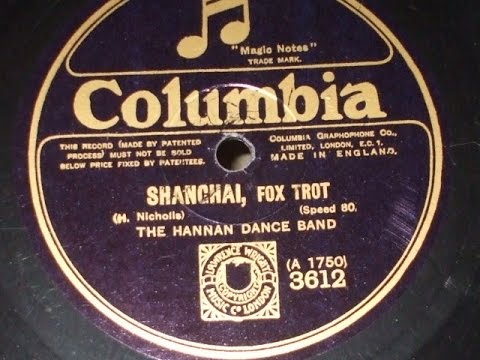 "Magic Notes"
TRADE MARK.
Columbia
THIS RECORD (MADE BY PATENTED
PROCESS) MUST NOT BE SOLD
BELOW PRICE FIXED BY PATENTEES.
COLUMBIA GRAPHOPHONE CO.,
LIMITED, LONDON, E.C.1.
MADE IN ENGLAND.
SHANGHAI, FOX TROT
(H. Nicholls) (Speed 80.
THE HANNAN DANCE BAND
LAWRENCE WRIGHT
COPYRIGHT
MUSIC Co LONDON
(A 1750)
3612